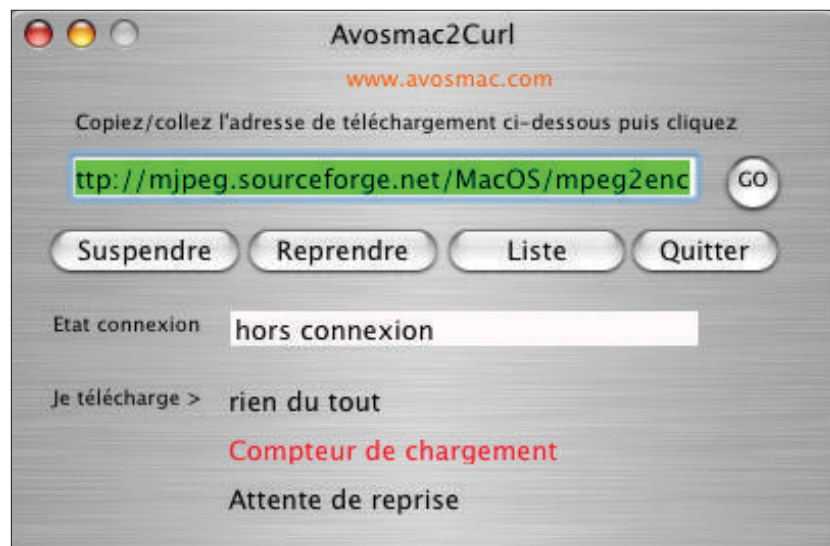 Avosmac2Curl
www.avosmac.com
Copiez/collez l'adresse de téléchargement ci-dessous puis cliquez
ttp://mjpeg.sourceforge.net/MacOS/mpeg2enc GO
Suspendre Reprendre Liste Quitter
Etat connexion hors connexion
Je télécharge > rien du tout
Compteur de chargement
Attente de reprise